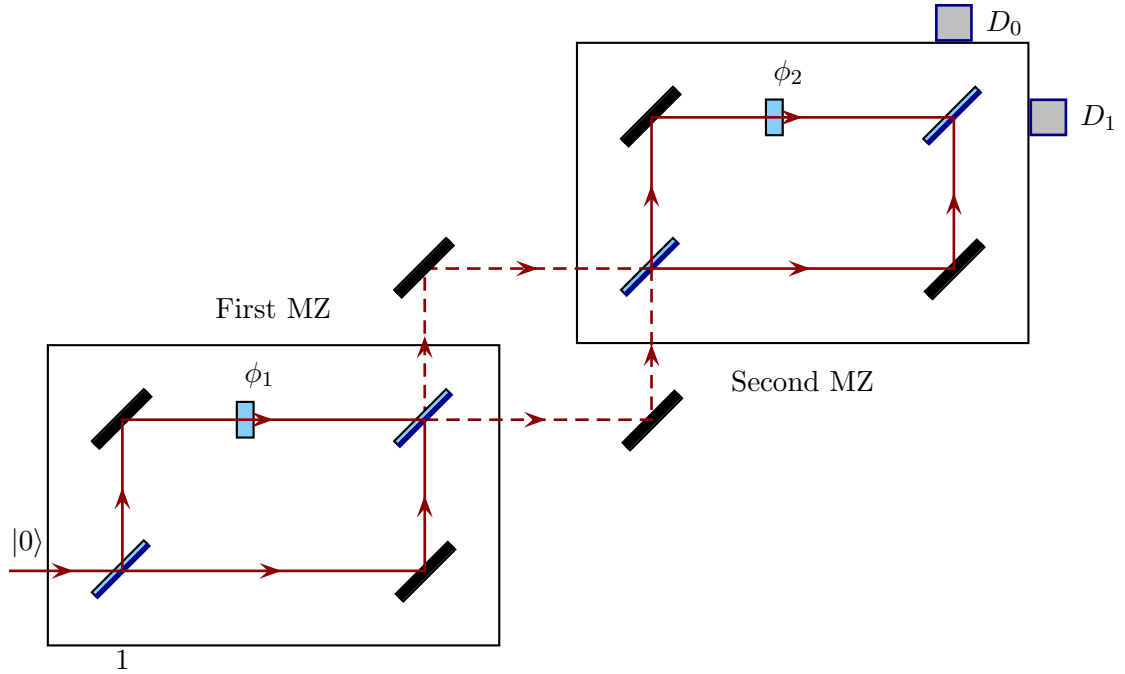 D₀
ϕ₂
D₁
First MZ
ϕ₁
Second MZ
|0⟩
1